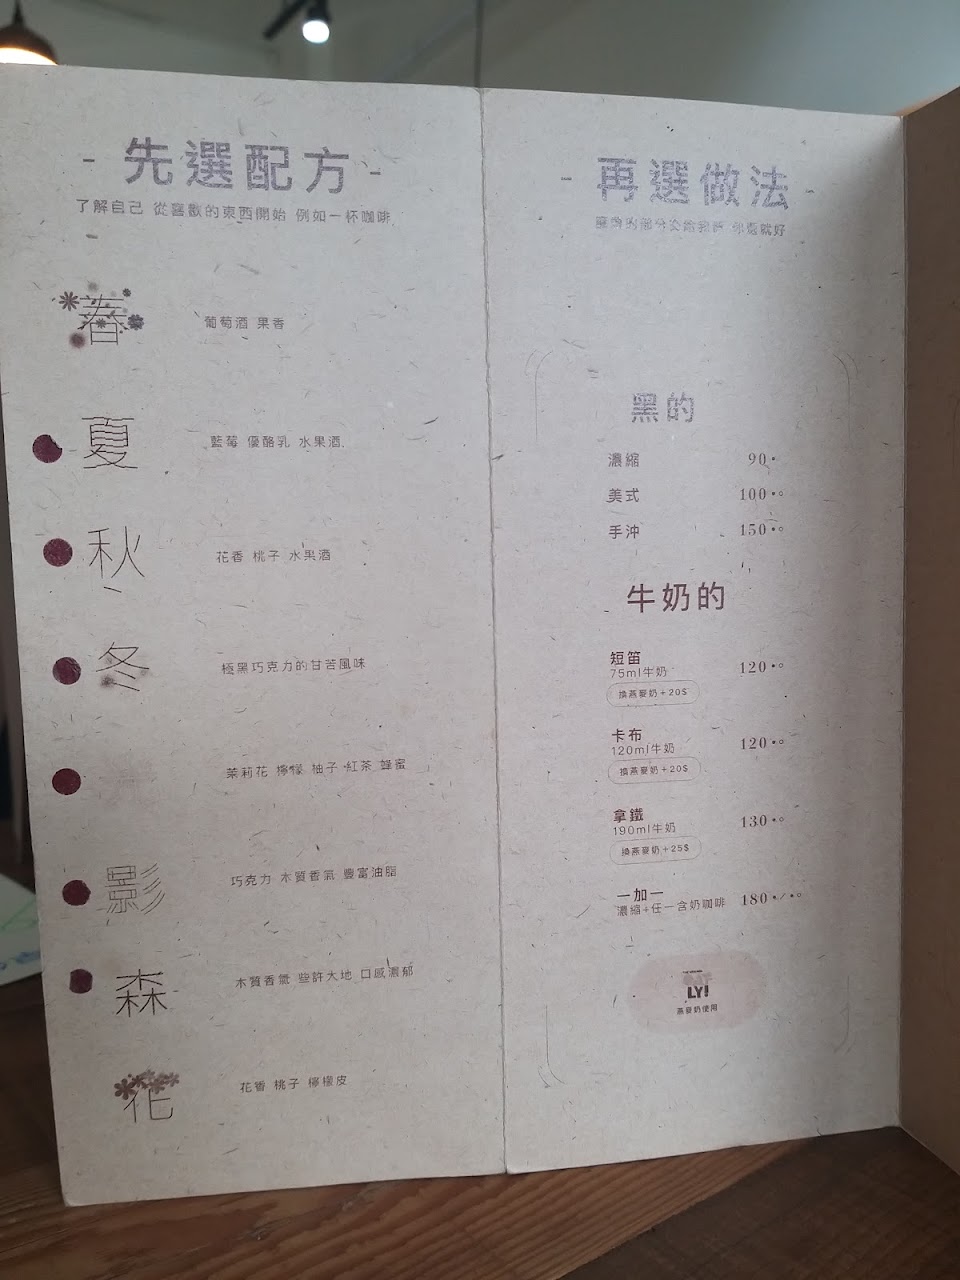 - 先選配方 -
了解自己 從喜歡的東西開始 例如一杯咖啡
春 葡萄酒 果香
夏 藍莓 優酪乳 水果酒
秋 花香 桃子 水果酒
冬 極黑巧克力的甘苦風味
茉莉花 檸檬 柚子 紅茶 蜂蜜
影 巧克力 木質香氣 豐富油脂
森 木質香氣 些許大地 口感濃郁
花 花香 桃子 檸檬皮
- 再選做法 -
就好
黑的
濃縮 90
美式 100
手沖 150
牛奶的
短笛 120
75ml牛奶
換燕麥奶+20$
卡布 120
120ml牛奶
換燕麥奶+20$
拿鐵 130
190ml牛奶
換燕麥奶+25$
一加一
濃縮+任一含奶咖啡 180
LY!
燕麥奶使用